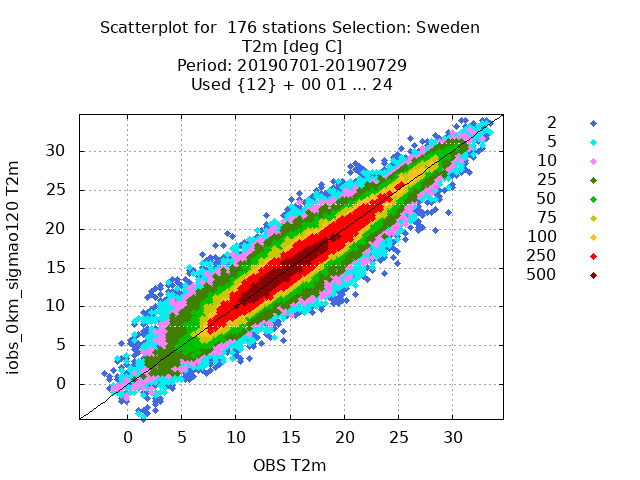 Scatterplot for  176 stations Selection: Sweden
T2m [deg C]
Period: 20190701-20190729
Used {12} + 00 01 ... 24
2
5
10
25
50
75
100
250
500
iobs_0km_sigmao120 T2m
30
25
20
15
10
5
0
0 5 10 15 20 25 30
OBS T2m